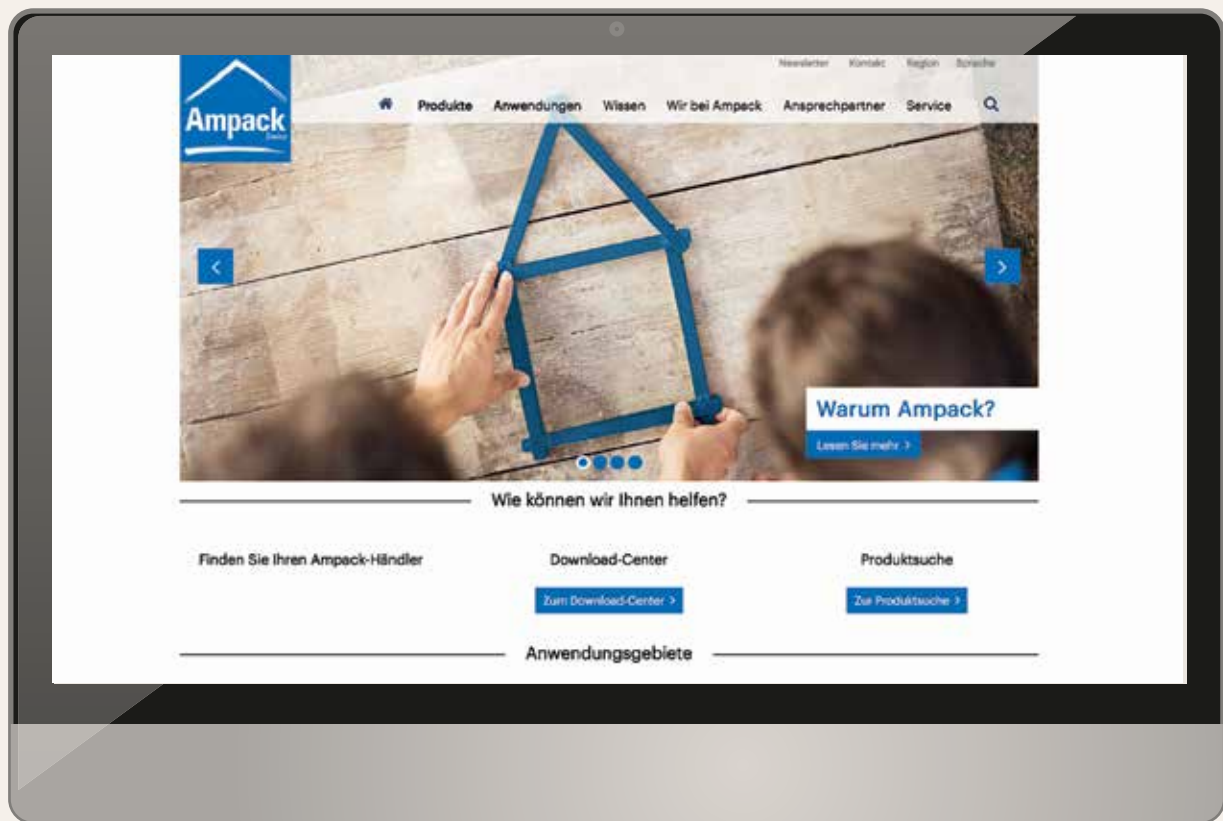 Newsletter Kontakt Region Sprache
Ampack
Produkte Anwendungen Wissen Wir bei Ampack Ansprechpartner Service
Warum Ampack?
Lesen Sie mehr >
Wie können wir Ihnen helfen?
Finden Sie Ihren Ampack-Händler Download-Center Produktsuche
Zum Download-Center > Zur Produktsuche >
Anwendungsgebiete